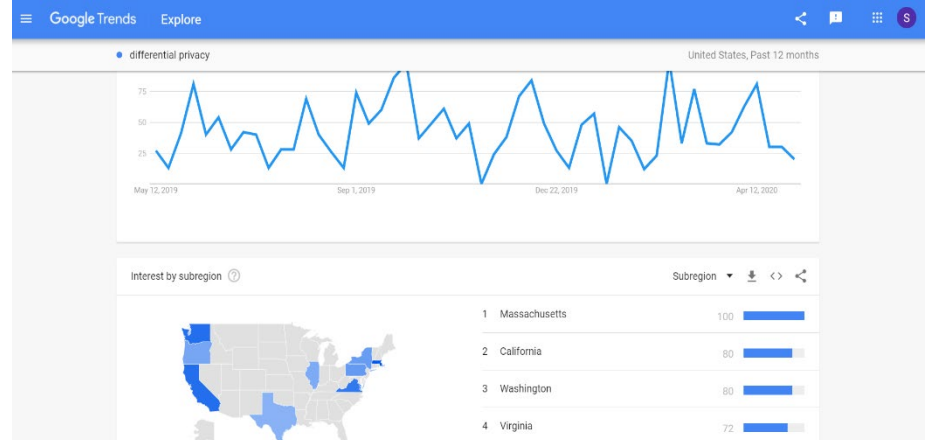 Google Trends Explore S
differential privacy United States, Past 12 months
75
50
25
May 12, 2019 Sep 1, 2019 Dec 22, 2019 Apr 12, 2020
Interest by subregion Subregion
1 Massachusetts 100
2 California 80
3 Washington 80
4 Virginia 72